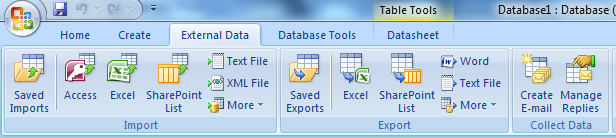 Table Tools
Database1 : Database (
Home
Create
External Data
Database Tools
Datasheet
Saved Imports
Access
Excel
SharePoint List
Text File
XML File
More
Import
Saved Exports
Excel
SharePoint List
Word
Text File
More
Export
Create E-mail
Manage Replies
Collect Data